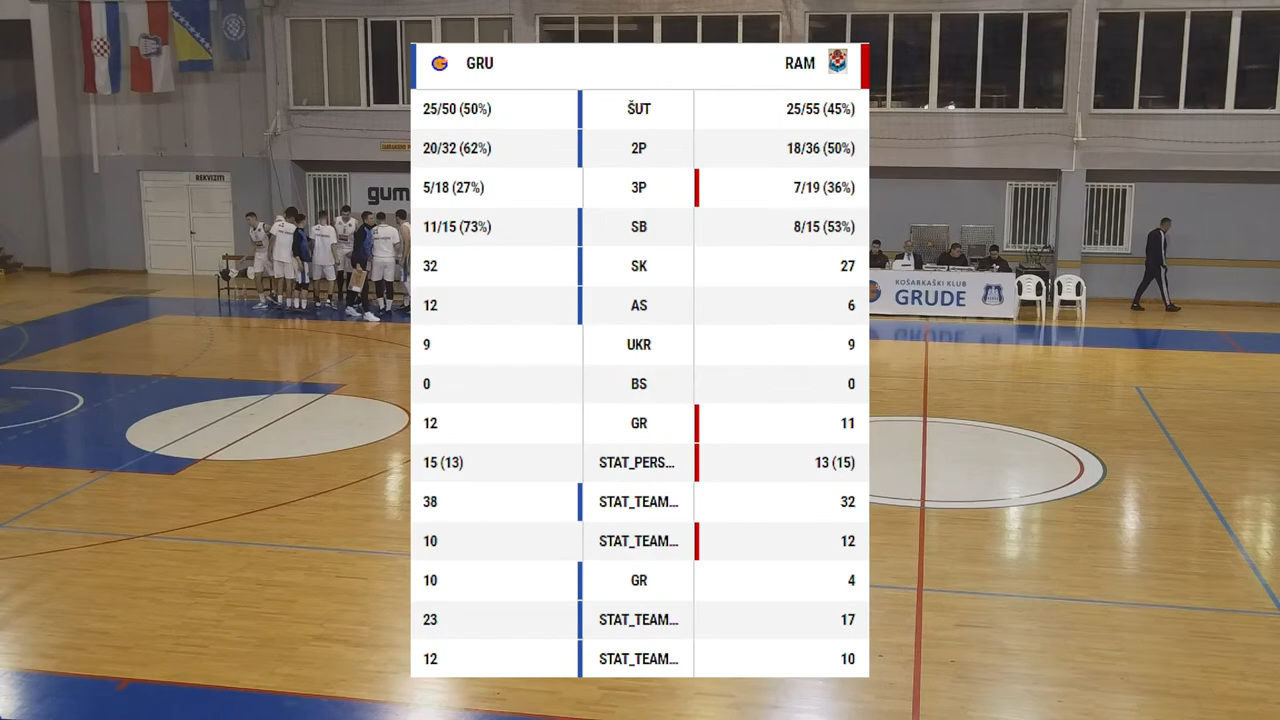 REKVIZITI
gum
GRU RAM
25/50 (50%) ŠUT 25/55 (45%)
20/32 (62%) 2P 18/36 (50%)
5/18 (27%) 3P 7/19 (36%)
11/15 (73%) SB 8/15 (53%)
32 SK 27
12 AS 6
9 UKR 9
0 BS 0
12 GR 11
15 (13) STAT_PERS... 13 (15)
38 STAT_TEAM... 32
10 STAT_TEAM... 12
10 GR 4
23 STAT_TEAM... 17
12 STAT_TEAM... 10
KOŠARKAŠKI KLUB
GRUDE